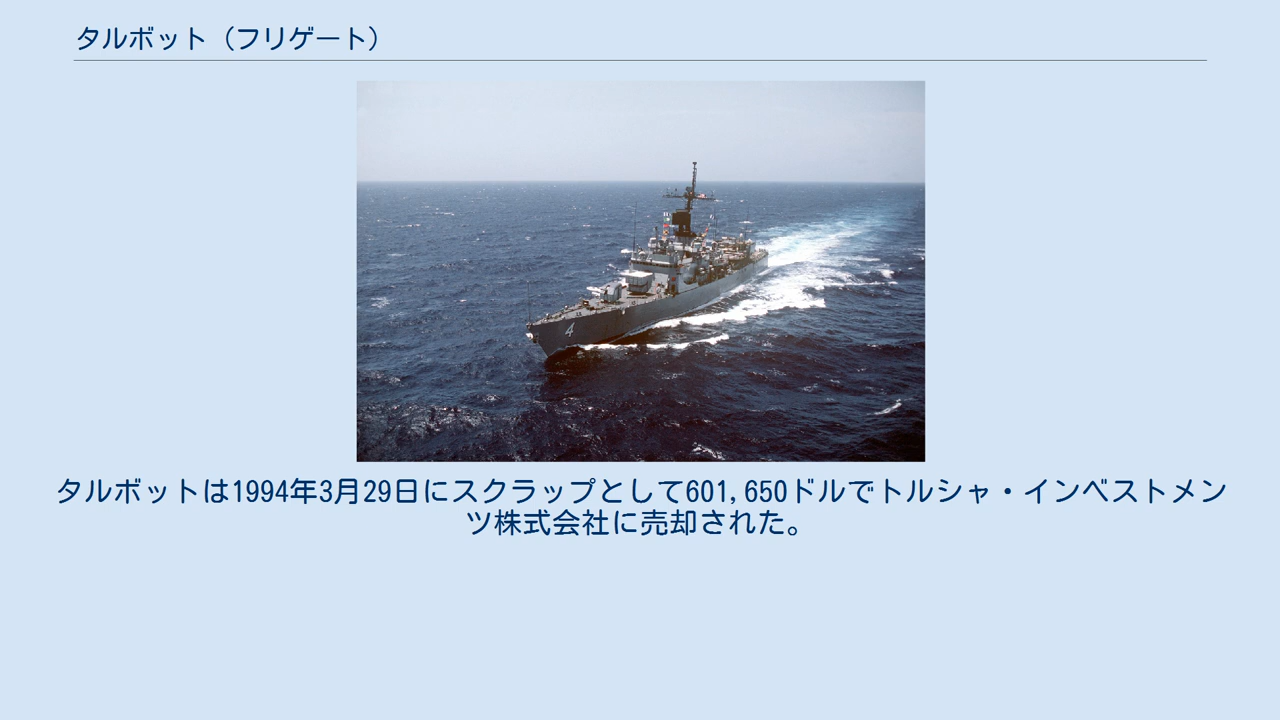 タルボット（フリゲート）
4
タルボットは1994年3月29日にスクラップとして601,650ドルでトルシャ・インベストメン
ツ株式会社に売却された。